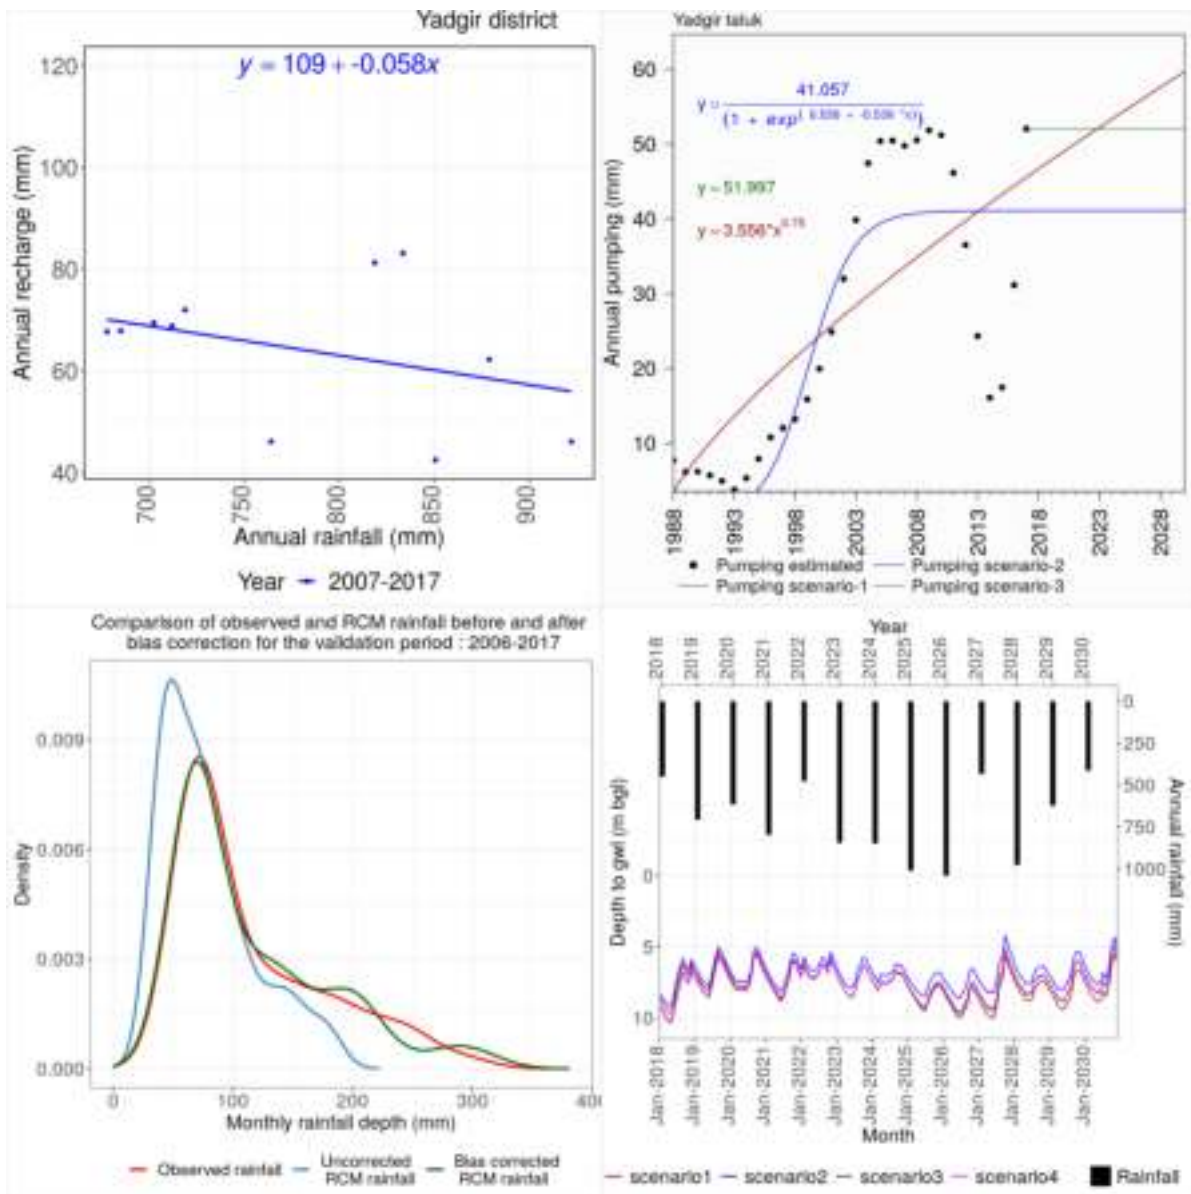 Yadgir district
y = 109 + -0.058x
120
100
80
60
40
Annual recharge (mm)
700
750
800
850
900
Annual rainfall (mm)
Year 2007-2017
Yadgir taluk
60
50
40
30
20
10
Annual pumping (mm)
41.057
(1 + exp
y = 51.997
y = 3.556*x^0.75
1988
1993
1998
2003
2008
2013
2018
2023
2028
Pumping estimated Pumping scenario-2
Pumping scenario-1 Pumping scenario-3
Comparison of observed and RCM rainfall before and after
bias correction for the validation period : 2006-2017
0.009
0.006
0.003
0.000
Density
0
100
200
300
40
Monthly rainfall depth (mm)
Observed rainfall
Uncorrected
RCM rainfall
Bias corrected
RCM rainfall
Year
2018
2019
2020
2021
2022
2023
2024
2025
2026
2027
2028
2029
2030
0
250
500
750
1000
Annual rainfall (mm)
Depth to gwl (m bgl)
0
5
10
Jan-2018
Jan-2019
Jan-2020
Jan-2021
Jan-2022
Jan-2023
Jan-2024
Jan-2025
Jan-2026
Jan-2027
Jan-2028
Jan-2029
Jan-2030
Month
scenario1 scenario2 scenario3 scenario4 Rainfall